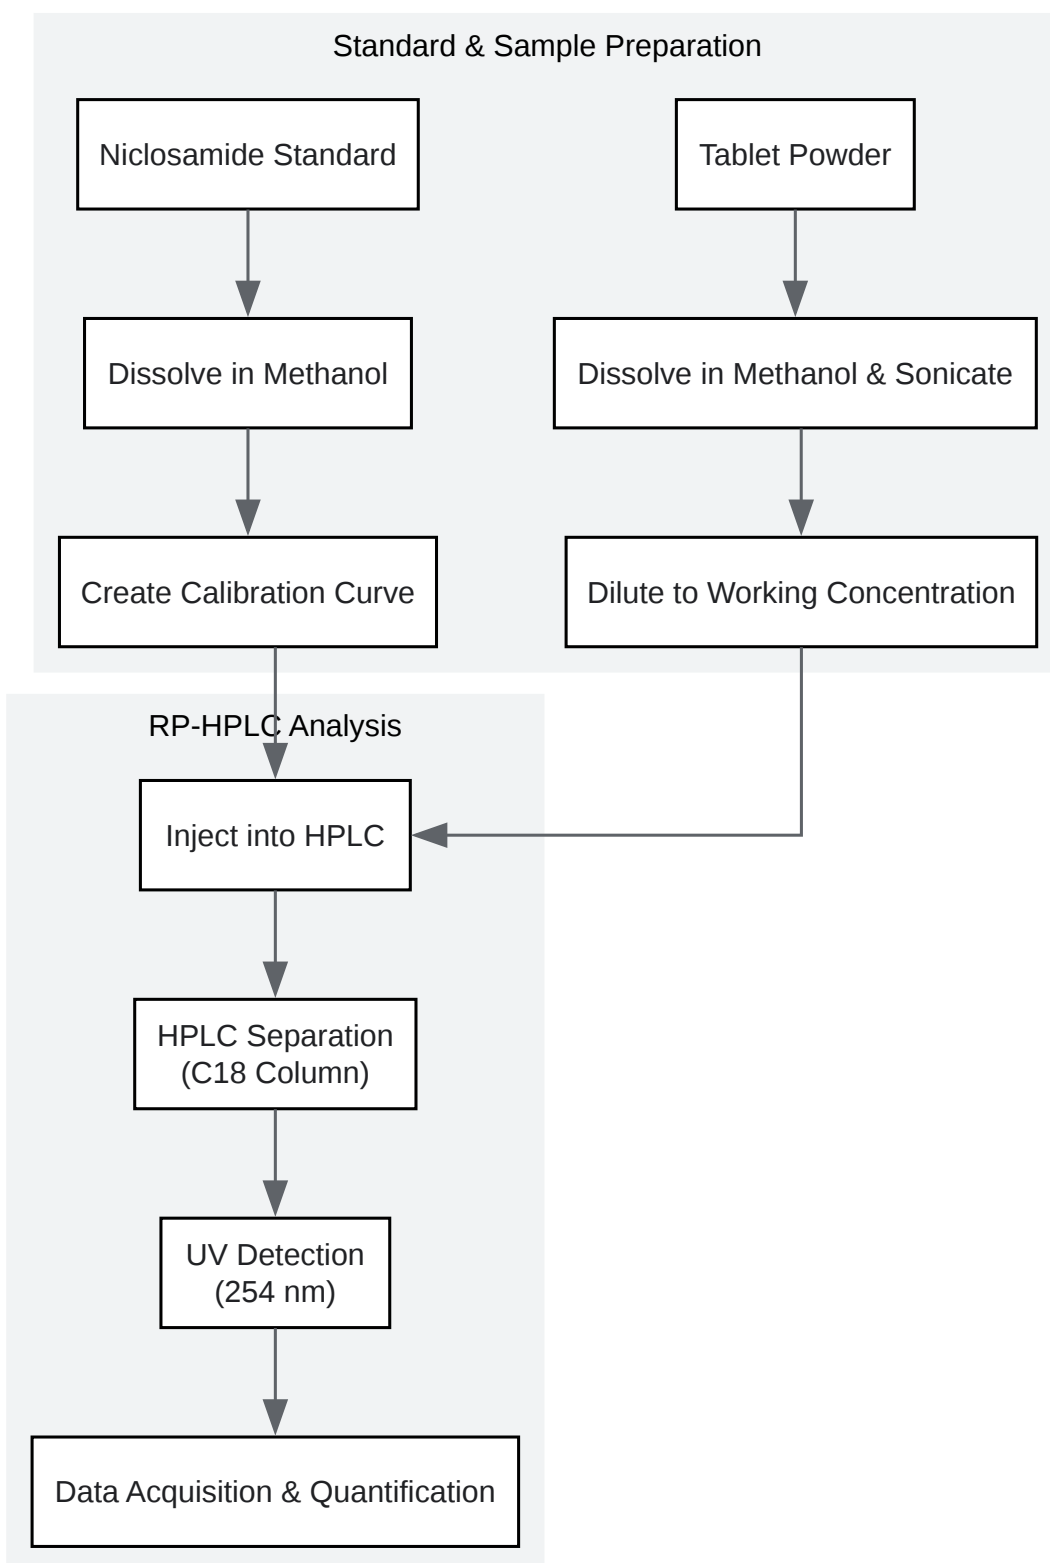 Standard & Sample Preparation
Niclosamide Standard
Tablet Powder
Dissolve in Methanol
Dissolve in Methanol & Sonicate
Create Calibration Curve
Dilute to Working Concentration
RP-HPLC Analysis
Inject into HPLC
HPLC Separation
(C18 Column)
UV Detection
(254 nm)
Data Acquisition & Quantification